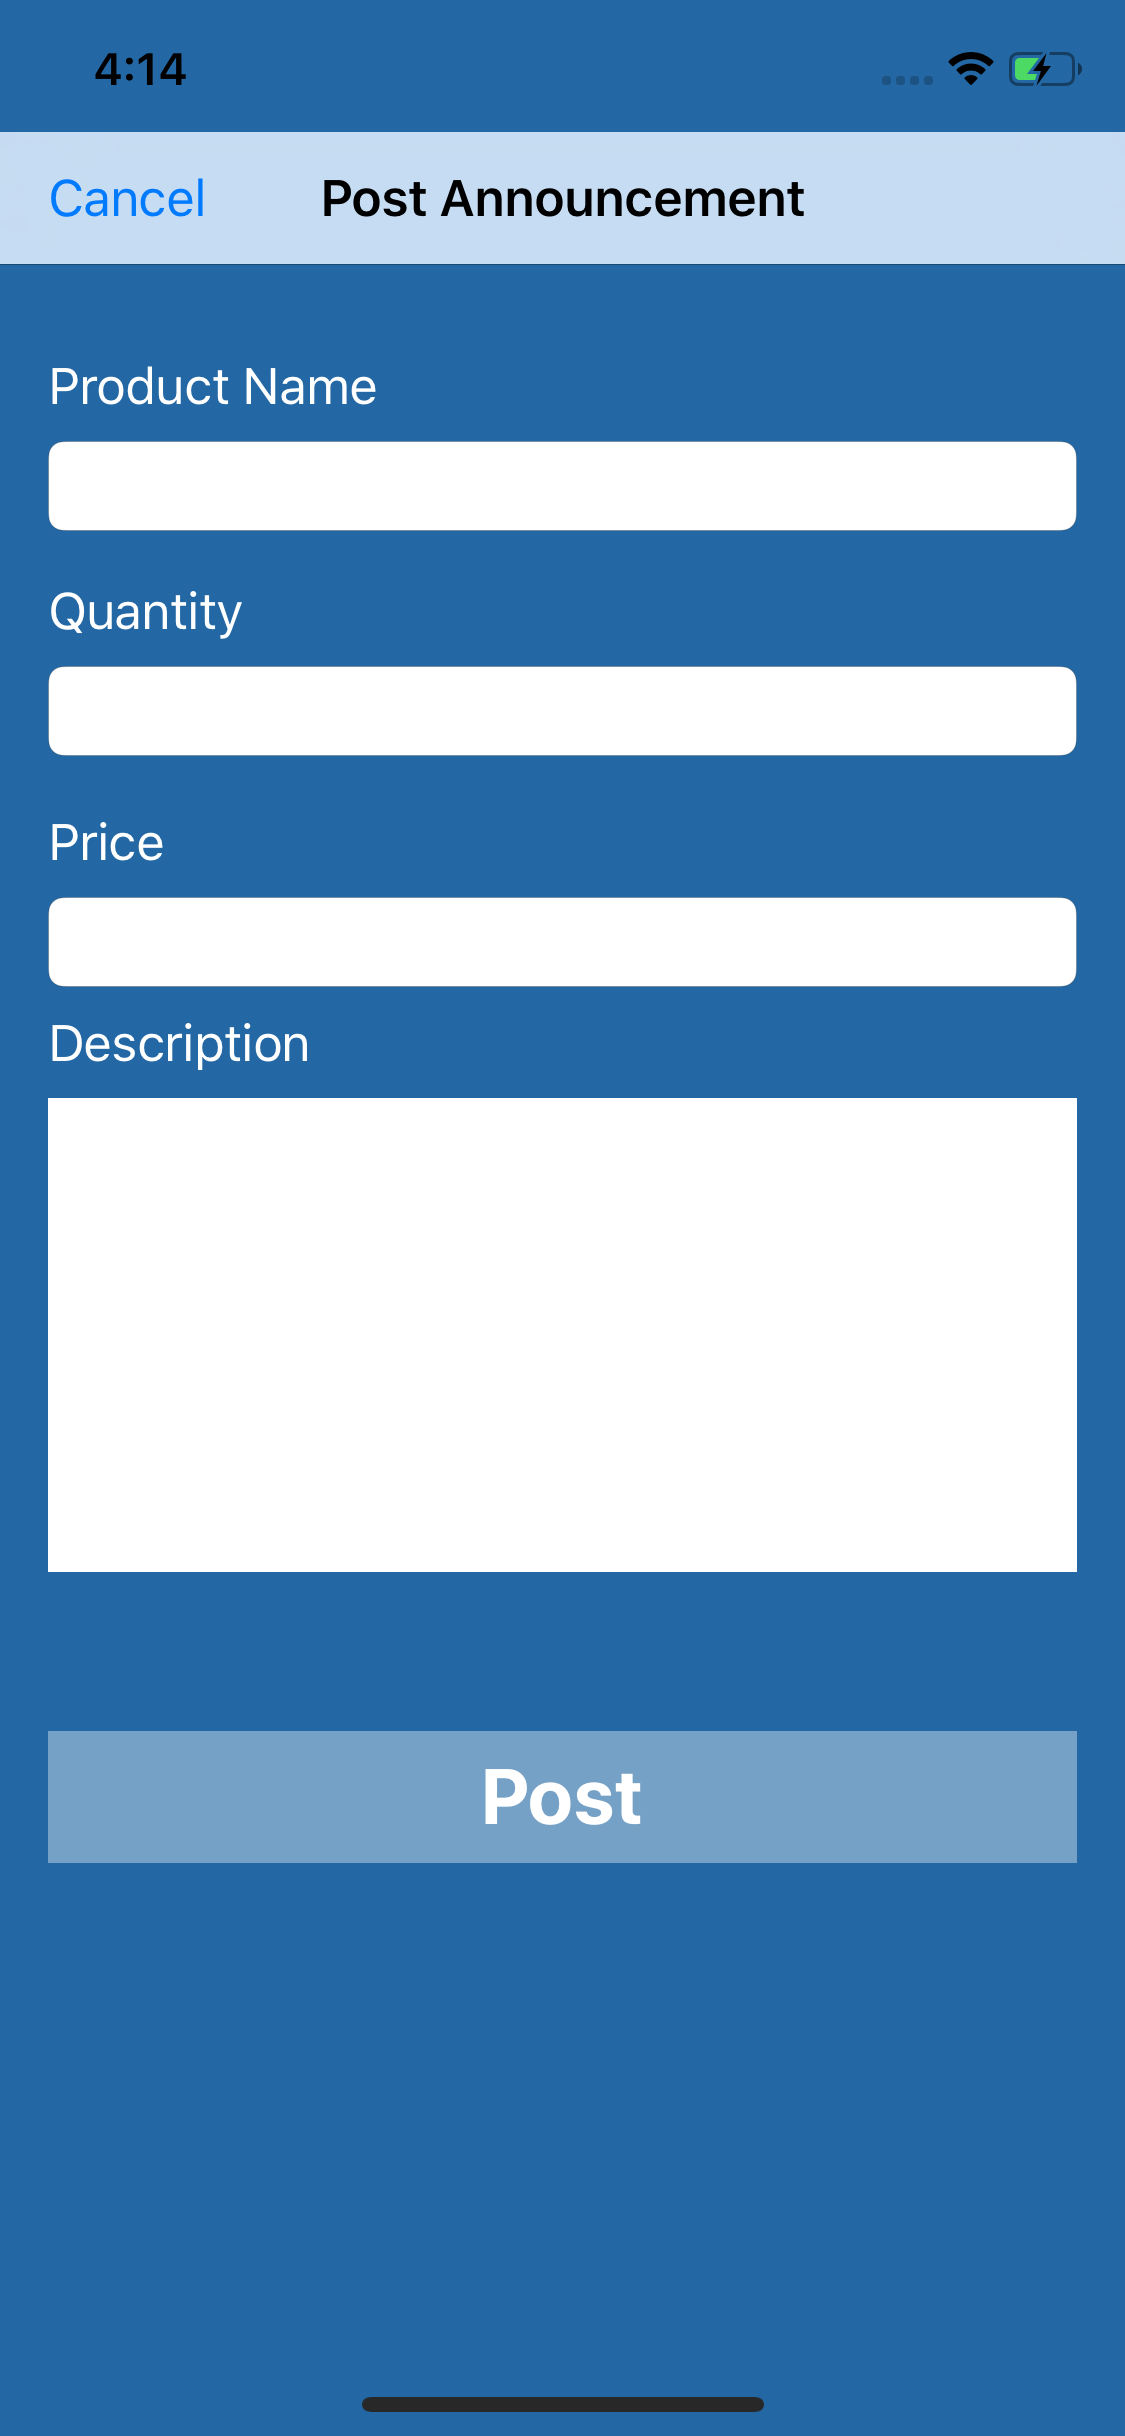 4:14
Cancel Post Announcement
Product Name
Quantity
Price
Description
Post